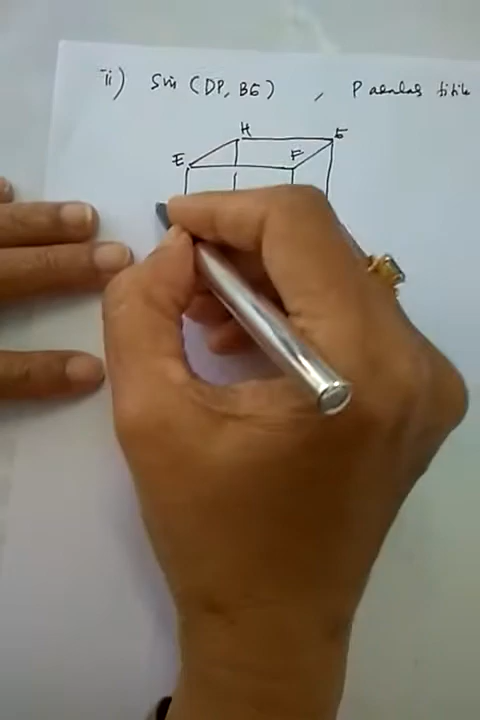 ii) Sin (DP, BG) , P adalah titik
H G
E F